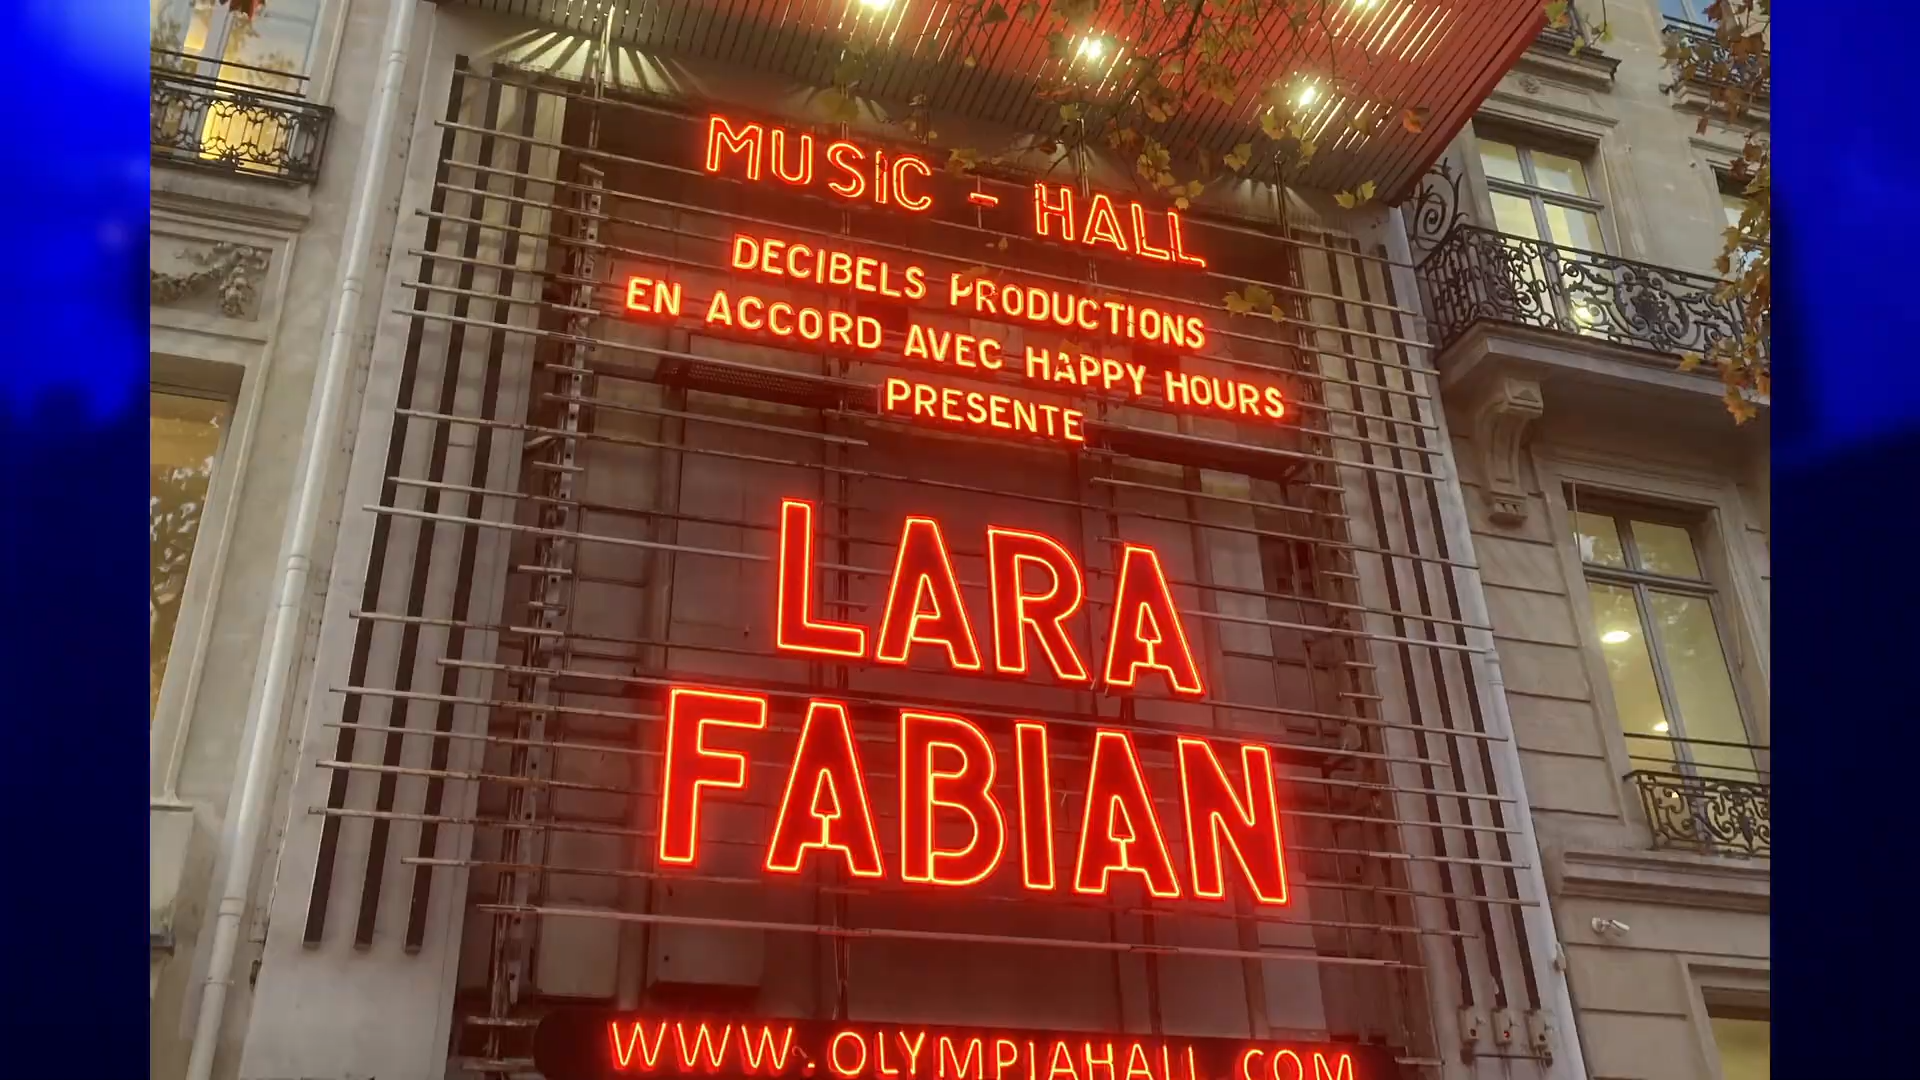 MUSIC - HALL
DECIBELS PRODUCTIONS
EN ACCORD AVEC HAPPY HOURS
PRESENTE
LARA
FABIAN
WWW.OLYMPIAHALL.COM